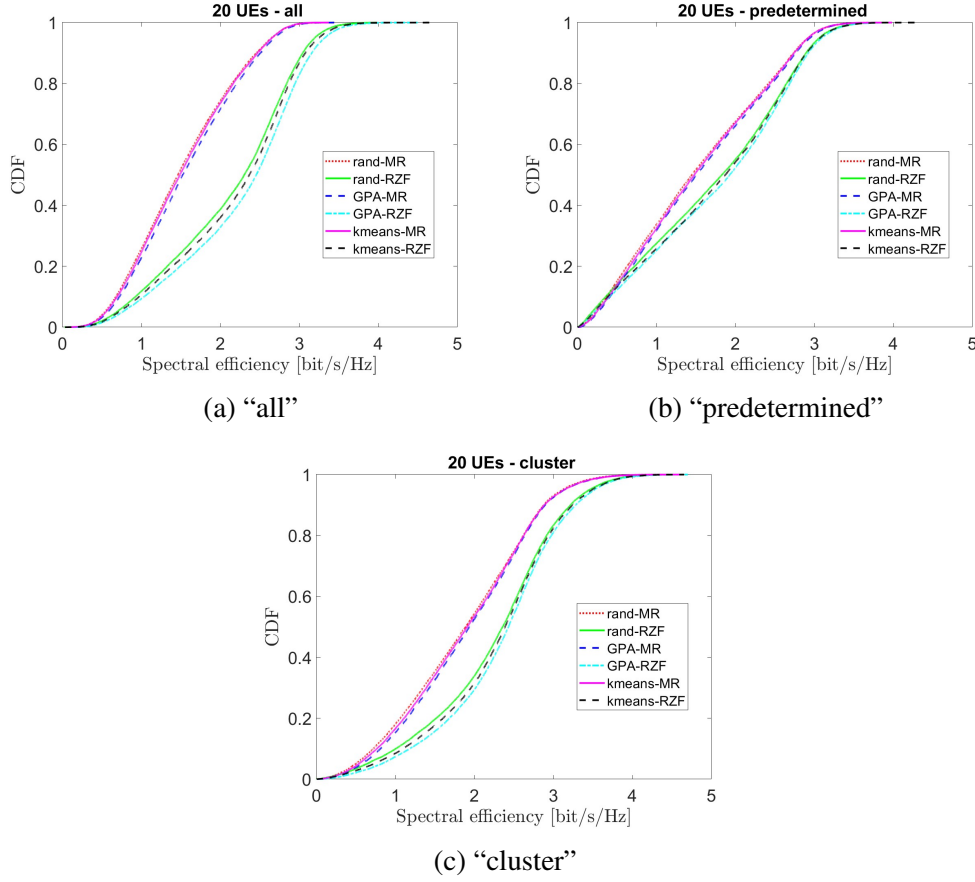 20 UEs - all
1
0.8
0.6
0.4
0.2
0
CDF
rand-MR
rand-RZF
GPA-MR
GPA-RZF
kmeans-MR
kmeans-RZF
0 1 2 3 4 5
Spectral efficiency [bit/s/Hz]
(a) “all”
20 UEs - predetermined
1
0.8
0.6
0.4
0.2
0
CDF
rand-MR
rand-RZF
GPA-MR
GPA-RZF
kmeans-MR
kmeans-RZF
0 1 2 3 4 5
Spectral efficiency [bit/s/Hz]
(b) “predetermined”
20 UEs - cluster
1
0.8
0.6
0.4
0.2
0
CDF
rand-MR
rand-RZF
GPA-MR
GPA-RZF
kmeans-MR
kmeans-RZF
0 1 2 3 4 5
Spectral efficiency [bit/s/Hz]
(c) “cluster”